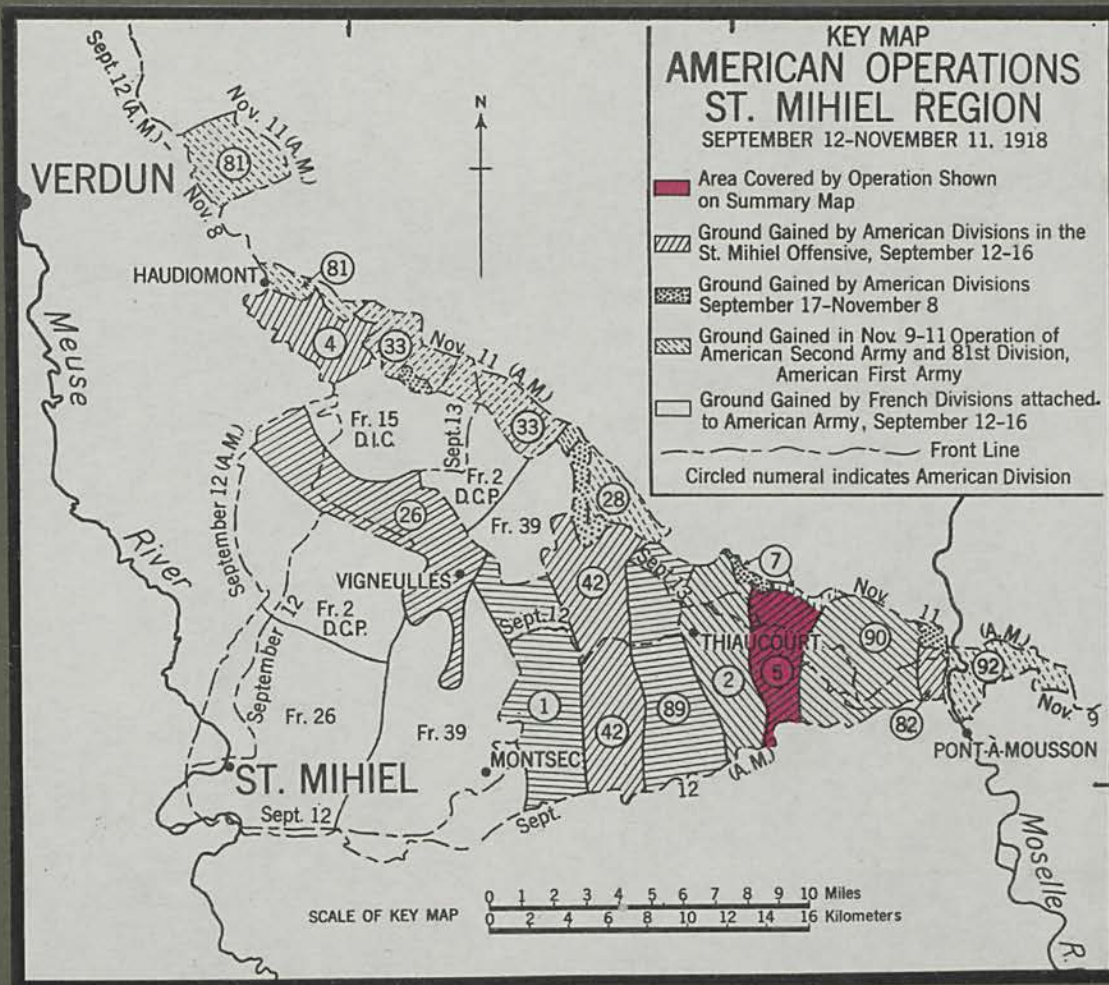 KEY MAP
AMERICAN OPERATIONS
ST. MIHIEL REGION
SEPTEMBER 12-NOVEMBER 11. 1918
Area Covered by Operation Shown
on Summary Map
Ground Gained by American Divisions in the
St. Mihiel Offensive, September 12-16
Ground Gained by American Divisions
September 17-November 8
Ground Gained in Nov. 9-11 Operation of
American Second Army and 81st Division,
American First Army
Ground Gained by French Divisions attached.
to American Army, September 12-16
Front Line
Circled numeral indicates American Division
Sept. 12 (A.M.)
Nov. 11 (A.M.)
81
VERDUN
Nov. 8
N
HAUDIOMONT
81
Meuse
River
4
33
Nov. 11 (A.M.)
Fr. 15
D.I.C.
Sept. 13
33
September 12 (A.M.)
Fr. 2
D.C.P.
26
Fr. 39
28
VIGNEULLES
42
Sept. 13
7
Nov. 11 (A.M.)
Fr. 2
D.C.P.
September 12
Sept. 12
THIAUCOURT
90
92
Nov. 9
5
2
1
42
89
82
Fr. 26
Fr. 39
PONT-À-MOUSSON
MONTSEC
ST. MIHIEL
Sept. 12
Sept. 12 (A.M.)
Moselle
R.
SCALE OF KEY MAP
0 1 2 3 4 5 6 7 8 9 10 Miles
0 2 4 6 8 10 12 14 16 Kilometers